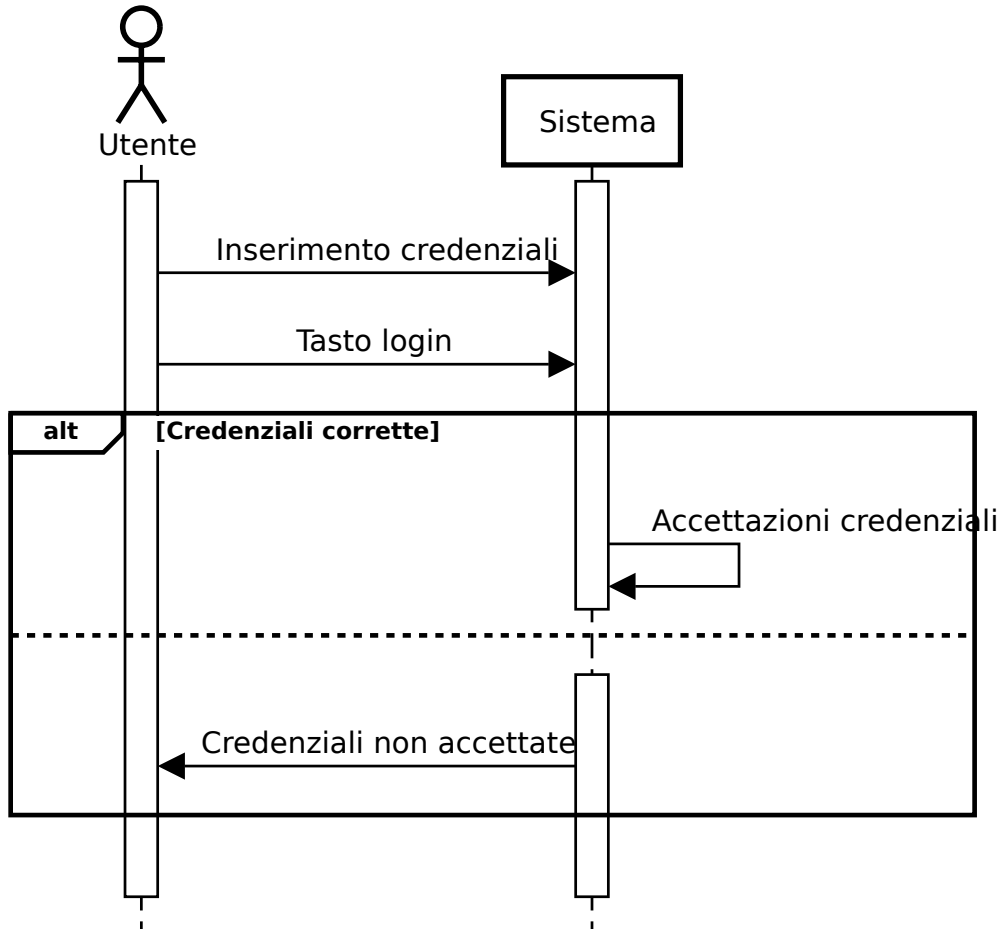 Utente
Sistema
Inserimento credenziali
Tasto login
alt
[Credenziali corrette]
Accettazioni credenziali
Credenziali non accettate